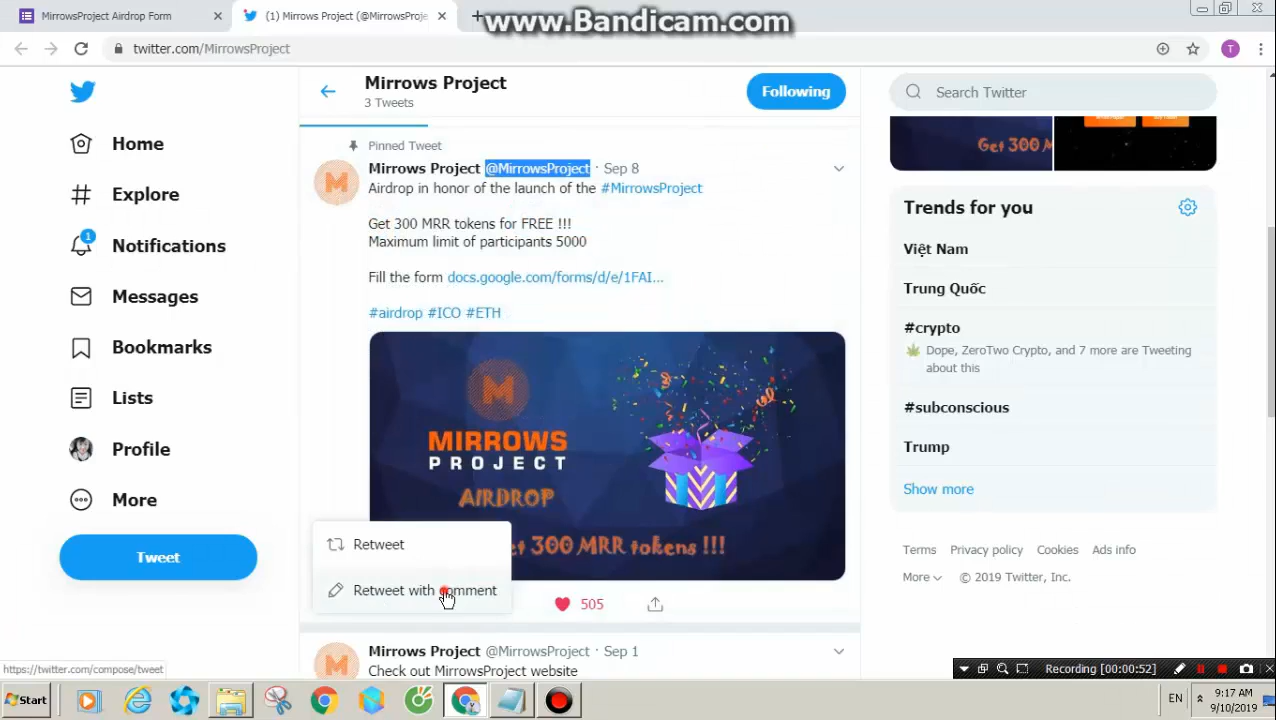 MirrowsProject Airdrop Form
(1) Mirrows Project (@MirrowsProje
www.Bandicam.com
twitter.com/MirrowsProject
T
Mirrows Project
3 Tweets
Following
Search Twitter
Home
Explore
1
Notifications
Messages
Bookmarks
Lists
Profile
More
Tweet
Pinned Tweet
Mirrows Project @MirrowsProject · Sep 8
Airdrop in honor of the launch of the #MirrowsProject
Get 300 MRR tokens for FREE !!!
Maximum limit of participants 5000
Fill the form docs.google.com/forms/d/e/1FAI...
#airdrop #ICO #ETH
M
MIRROWS
PROJECT
AIRDROP
et 300 MRR tokens !!!
Retweet
Retweet with comment
505
Mirrows Project @MirrowsProject · Sep 1
Check out MirrowsProject website
Get 300 M
Trends for you
Việt Nam
Trung Quốc
#crypto
Dope, ZeroTwo Crypto, and 7 more are Tweeting
about this
#subconscious
Trump
Show more
Terms Privacy policy Cookies Ads info
More © 2019 Twitter, Inc.
https://twitter.com/compose/tweet
Recording [00:00:52]
Start
EN
9:17 AM
9/10/2019